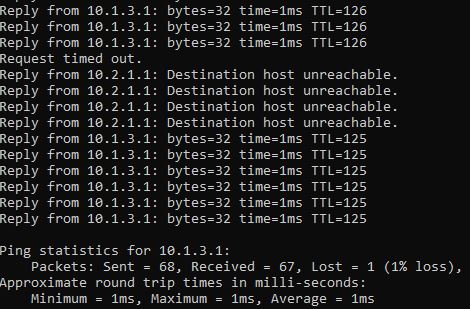 Reply from 10.1.3.1: bytes=32 time=1ms TTL=126
Reply from 10.1.3.1: bytes=32 time=1ms TTL=126
Reply from 10.1.3.1: bytes=32 time=1ms TTL=126
Request timed out.
Reply from 10.2.1.1: Destination host unreachable.
Reply from 10.2.1.1: Destination host unreachable.
Reply from 10.2.1.1: Destination host unreachable.
Reply from 10.2.1.1: Destination host unreachable.
Reply from 10.1.3.1: bytes=32 time=1ms TTL=125
Reply from 10.1.3.1: bytes=32 time=1ms TTL=125
Reply from 10.1.3.1: bytes=32 time=1ms TTL=125
Reply from 10.1.3.1: bytes=32 time=1ms TTL=125
Reply from 10.1.3.1: bytes=32 time=1ms TTL=125
Reply from 10.1.3.1: bytes=32 time=1ms TTL=125
Ping statistics for 10.1.3.1:
    Packets: Sent = 68, Received = 67, Lost = 1 (1% loss),
Approximate round trip times in milli-seconds:
    Minimum = 1ms, Maximum = 1ms, Average = 1ms